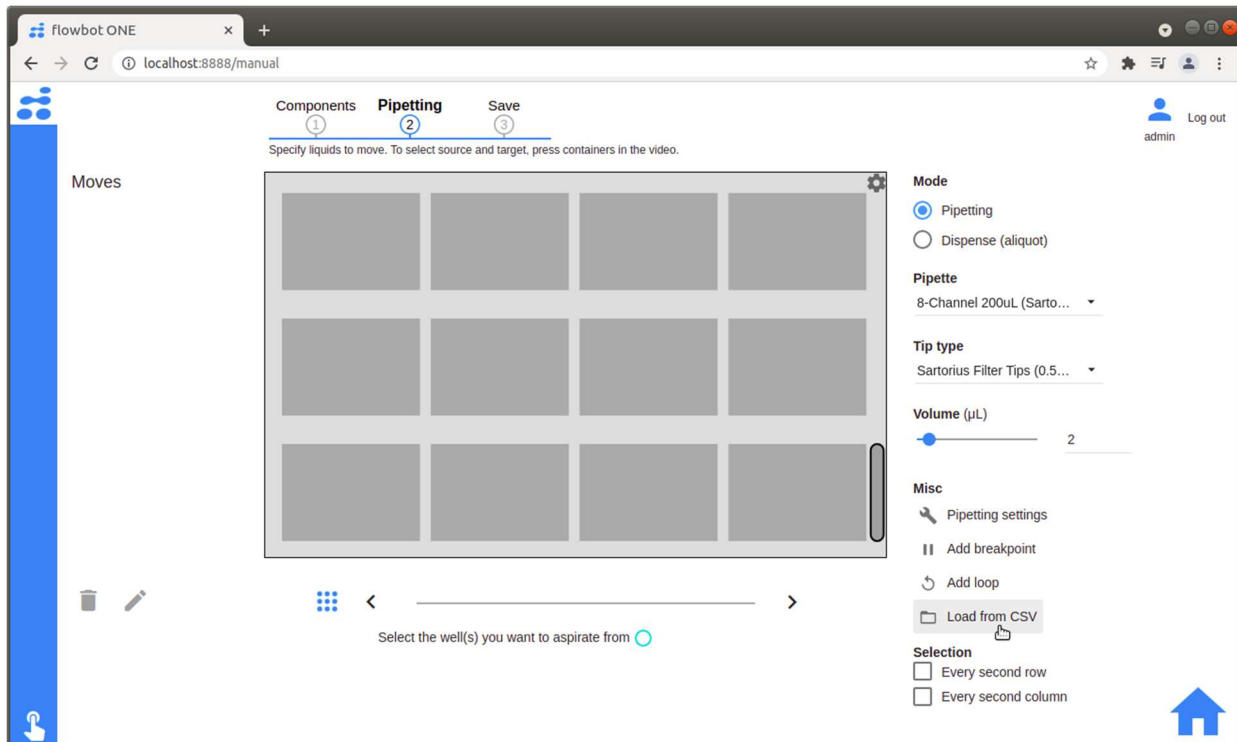 flowbot ONE
localhost:8888/manual
Components Pipetting Save
1 2 3
Specify liquids to move. To select source and target, press containers in the video.
admin
Log out
Moves
Mode
Pipetting
Dispense (aliquot)
Pipette
8-Channel 200uL (Sarto...
Tip type
Sartorius Filter Tips (0.5...
Volume (µL)
2
Misc
Pipetting settings
Add breakpoint
Add loop
Load from CSV
Select the well(s) you want to aspirate from
Selection
Every second row
Every second column